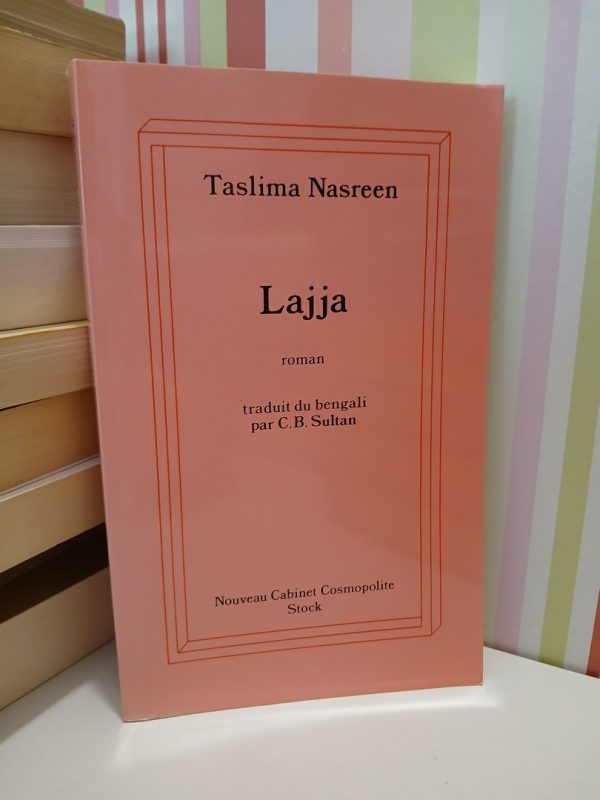 Taslima Nasreen
Lajja
roman
traduit du bengali
par C.B. Sultan
Nouveau Cabinet Cosmopolite
Stock